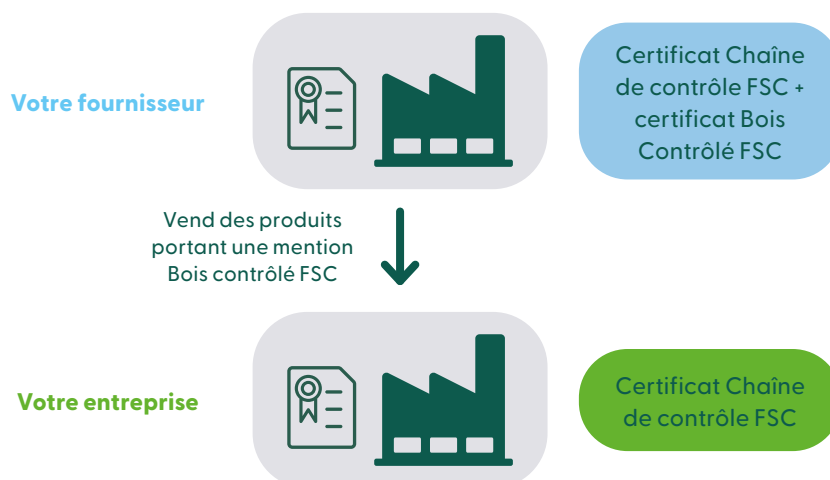 Votre fournisseur
Certificat Chaîne
de contrôle FSC +
certificat Bois
Contrôlé FSC
Vend des produits
portant une mention
Bois contrôlé FSC
Votre entreprise
Certificat Chaîne
de contrôle FSC